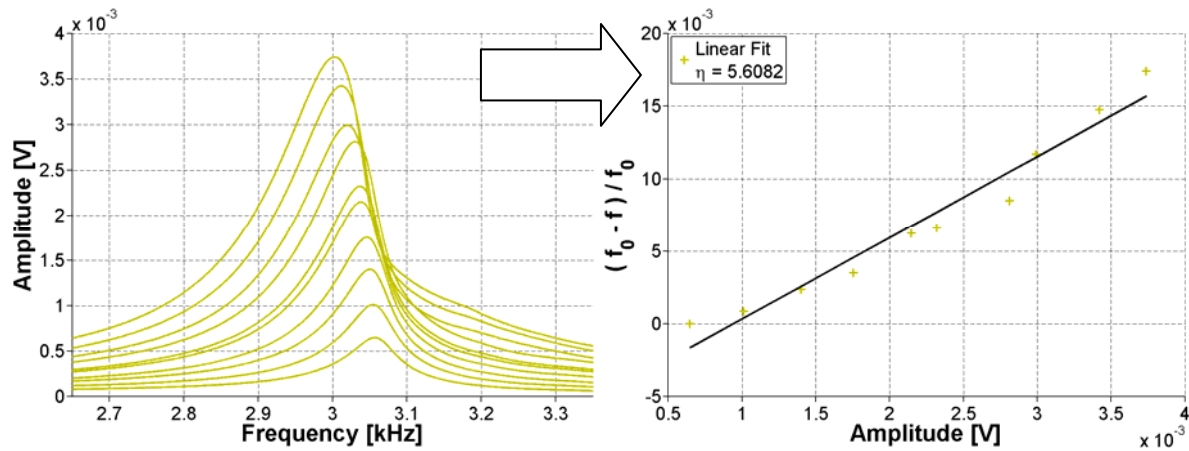 x 10⁻³
4
3.5
3
2.5
2
1.5
1
0.5
0
2.7 2.8 2.9 3 3.1 3.2 3.3
Amplitude [V]
Frequency [kHz]
x 10⁻³
20
15
10
5
0
-5
0.5 1 1.5 2 2.5 3 3.5 4
x 10⁻³
( f₀ - f ) / f₀
Amplitude [V]
Linear Fit
η = 5.6082